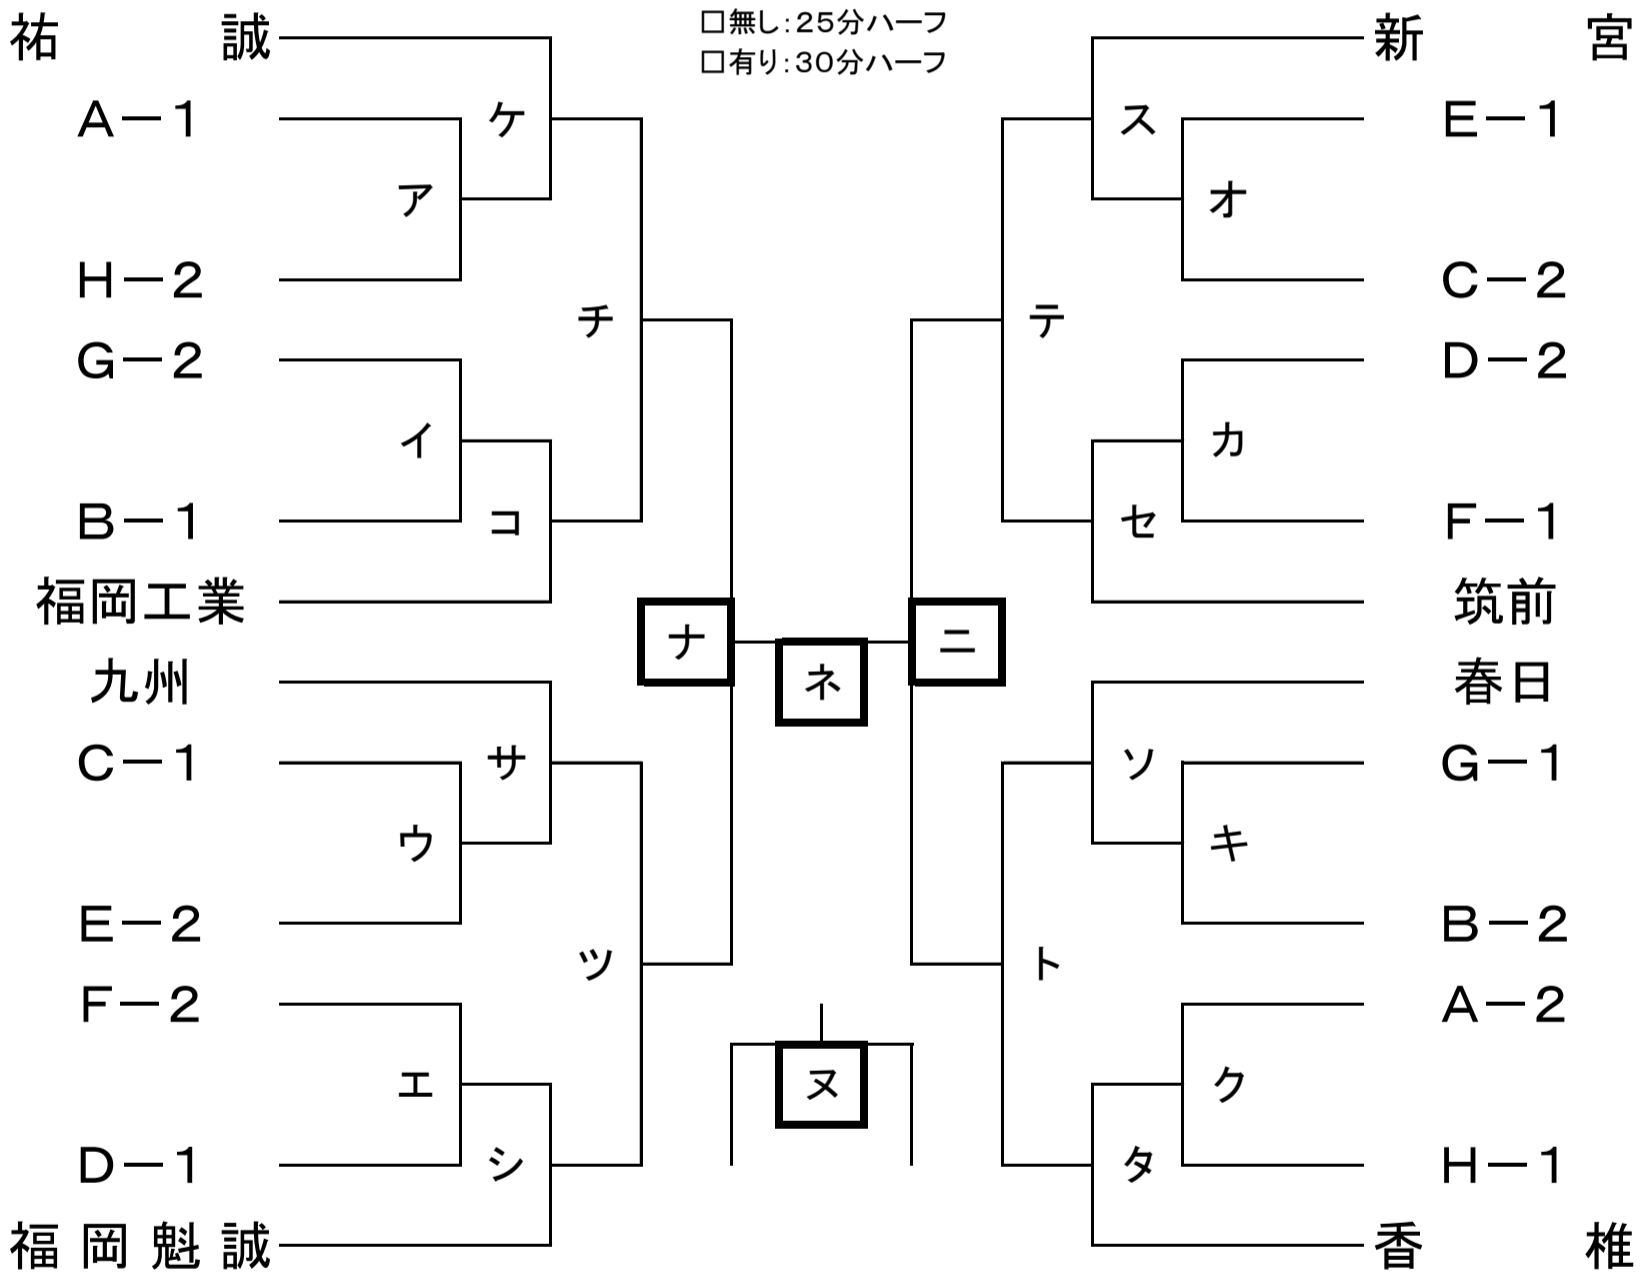 □無し:25分ハーフ
□有り:30分ハーフ
祐誠
A-1
H-2
G-2
B-1
福岡工業
九州
C-1
E-2
F-2
D-1
福岡魁誠
ア
イ
ウ
エ
ケ
コ
サ
シ
チ
ツ
ナ
ネ
ヌ
ニ
テ
ト
ス
セ
ソ
タ
オ
カ
キ
ク
新宮
E-1
C-2
D-2
F-1
筑前
春日
G-1
B-2
A-2
H-1
香椎